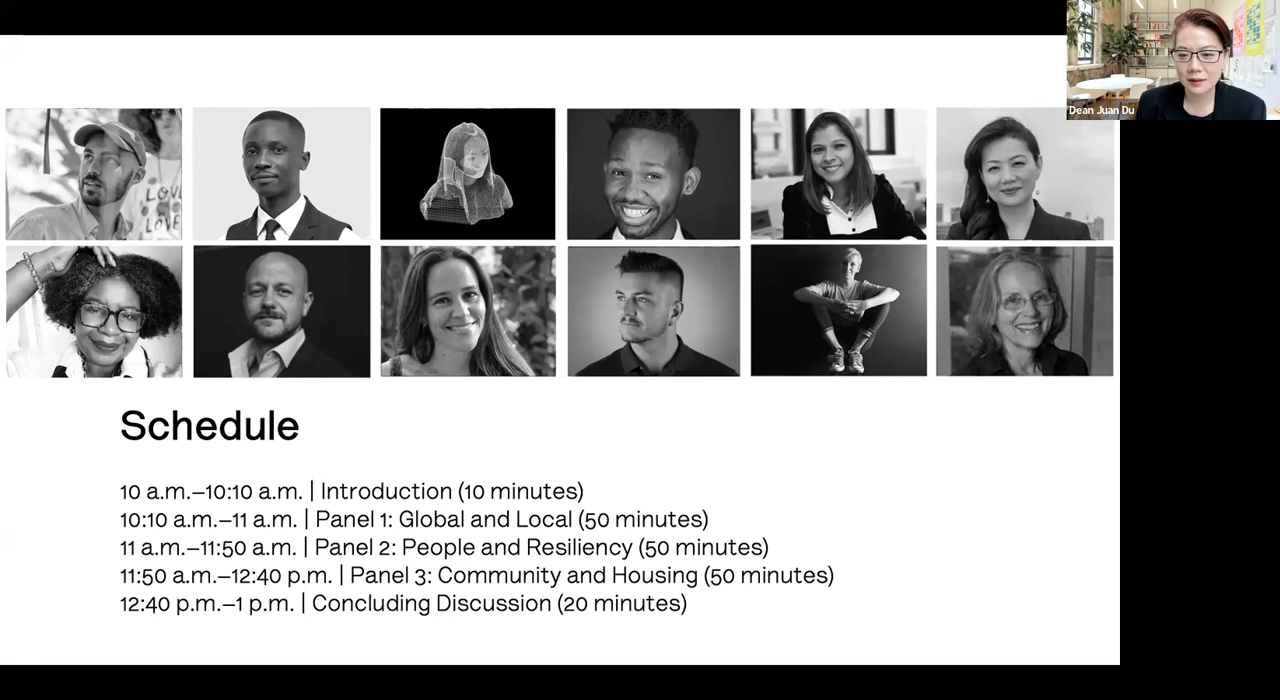 Dean Juan Du
LOVE
LOVE
Schedule
10 a.m.–10:10 a.m. | Introduction (10 minutes)
10:10 a.m.–11 a.m. | Panel 1: Global and Local (50 minutes)
11 a.m.–11:50 a.m. | Panel 2: People and Resiliency (50 minutes)
11:50 a.m.–12:40 p.m. | Panel 3: Community and Housing (50 minutes)
12:40 p.m.–1 p.m. | Concluding Discussion (20 minutes)